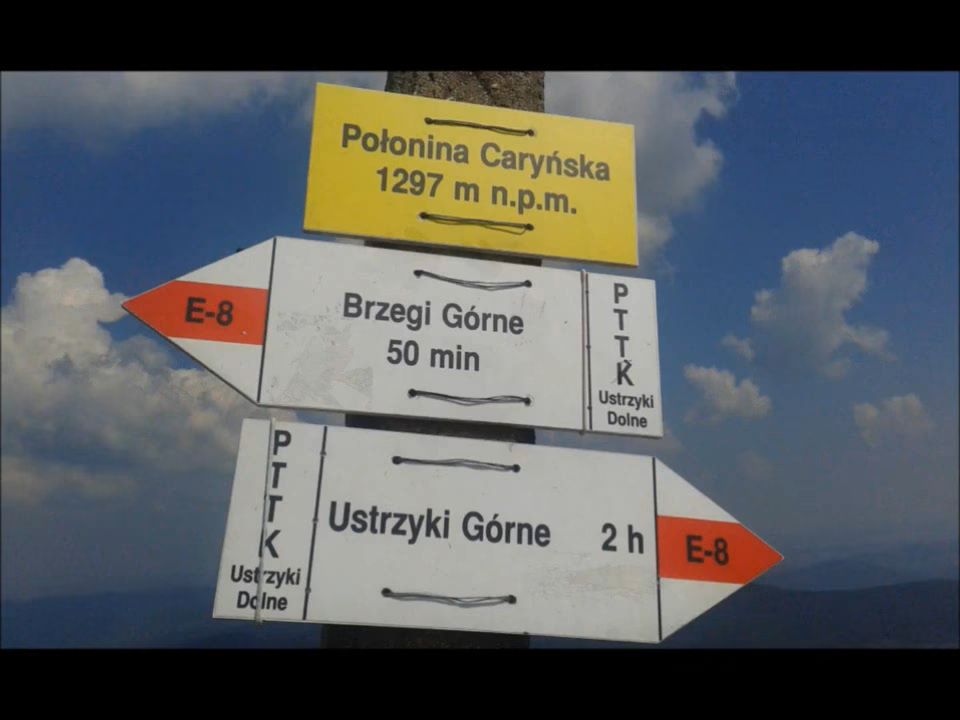 Połonina Caryńska
1297 m n.p.m.
E-8
Brzegi Górne
50 min
PTTK
Ustrzyki
Dolne
PTTK
Ustrzyki
Dolne
Ustrzyki Górne 2 h
E-8